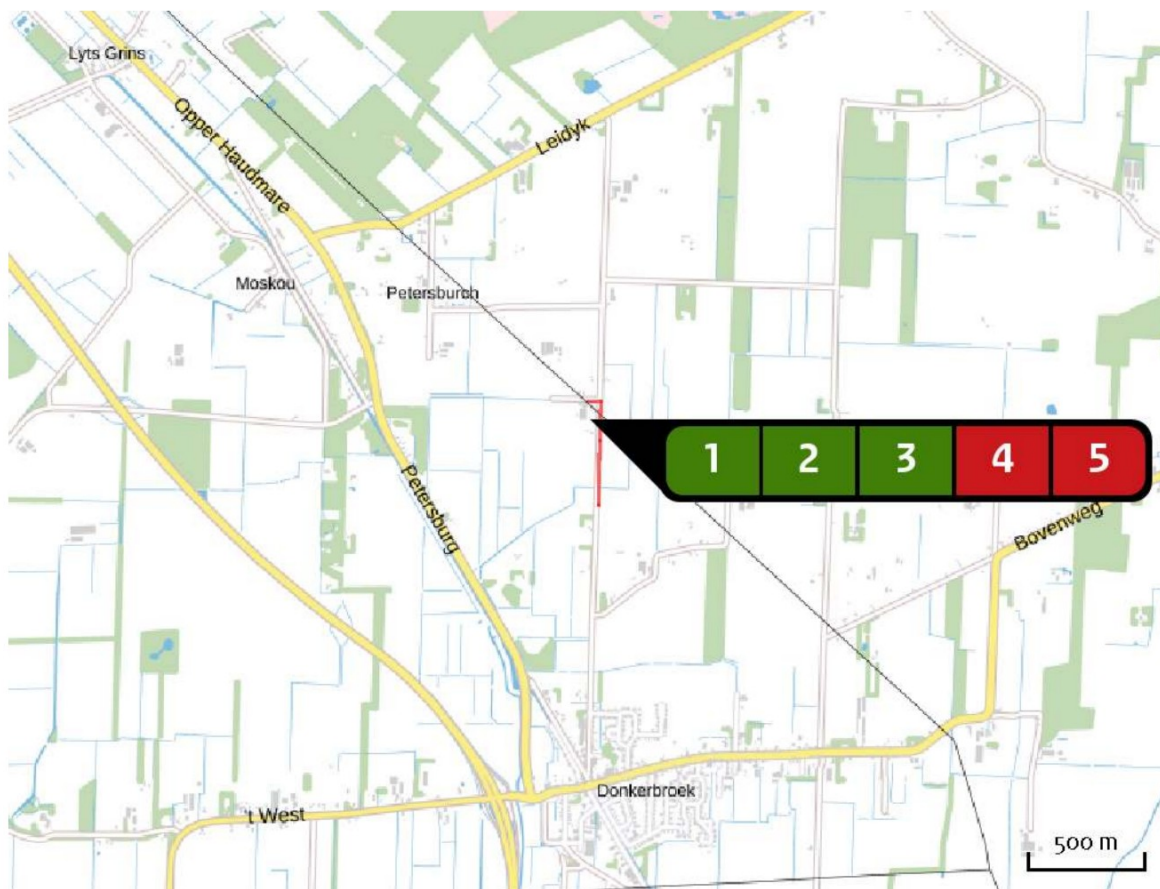 Lyts Grins
Opper Haudmare
Leidyk
Moskou
Petersburch
1 2 3 4 5
Petersburg
Bovenweg
Donkerbroek
't West
500 m